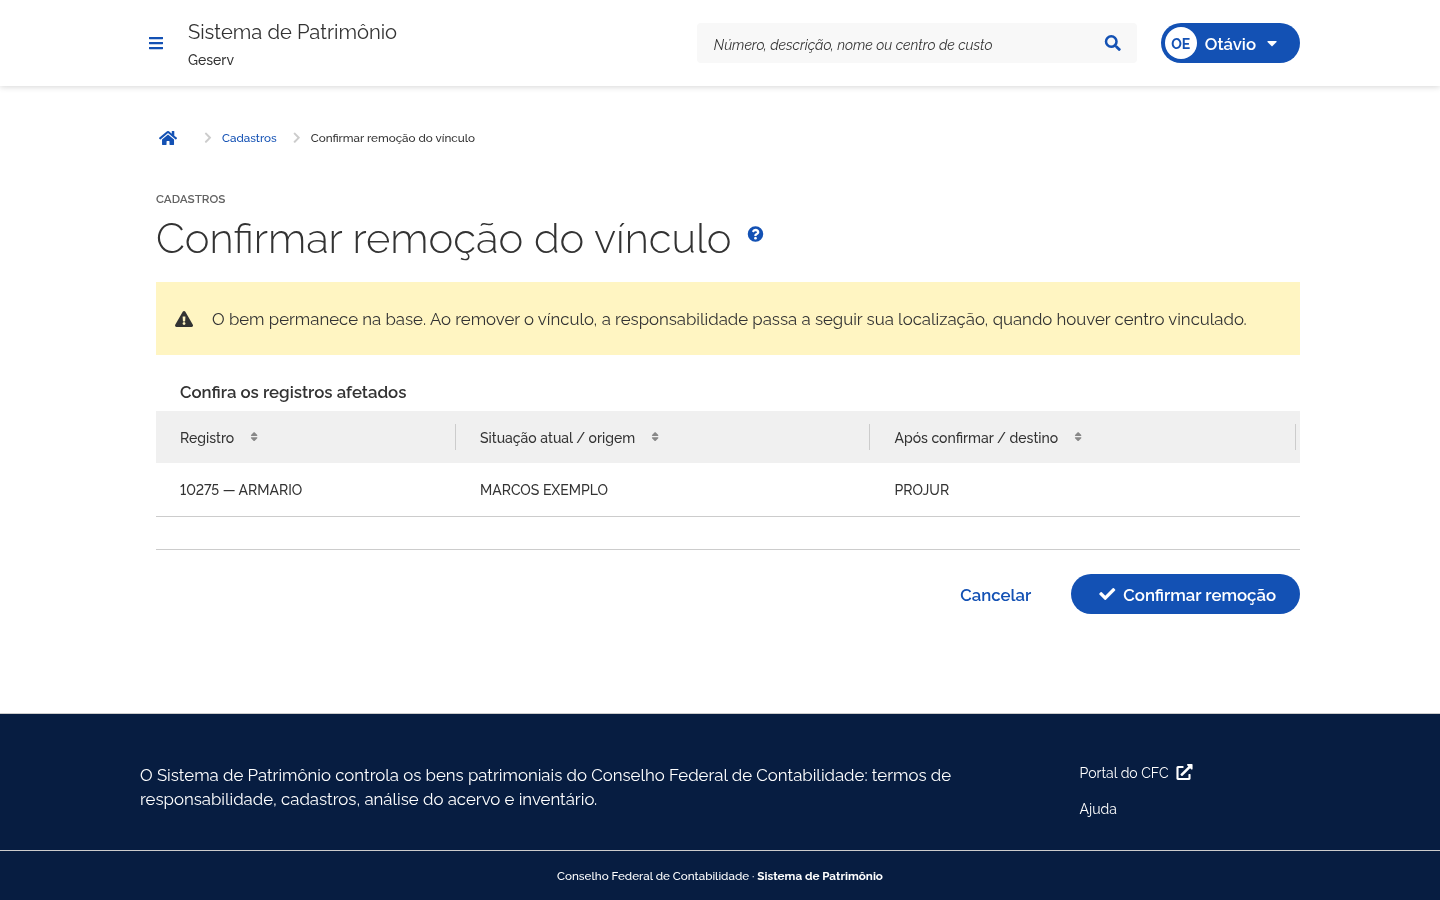 Sistema de Patrimônio
Geserv
Número, descrição, nome ou centro de custo
OE Otávio
Cadastros
Confirmar remoção do vínculo
CADASTROS
Confirmar remoção do vínculo
O bem permanece na base. Ao remover o vínculo, a responsabilidade passa a seguir sua localização, quando houver centro vinculado.
Confira os registros afetados
Registro Situação atual / origem Após confirmar / destino
10275 — ARMARIO MARCOS EXEMPLO PROJUR
Cancelar Confirmar remoção
O Sistema de Patrimônio controla os bens patrimoniais do Conselho Federal de Contabilidade: termos de
responsabilidade, cadastros, análise do acervo e inventário.
Portal do CFC
Ajuda
Conselho Federal de Contabilidade · Sistema de Patrimônio